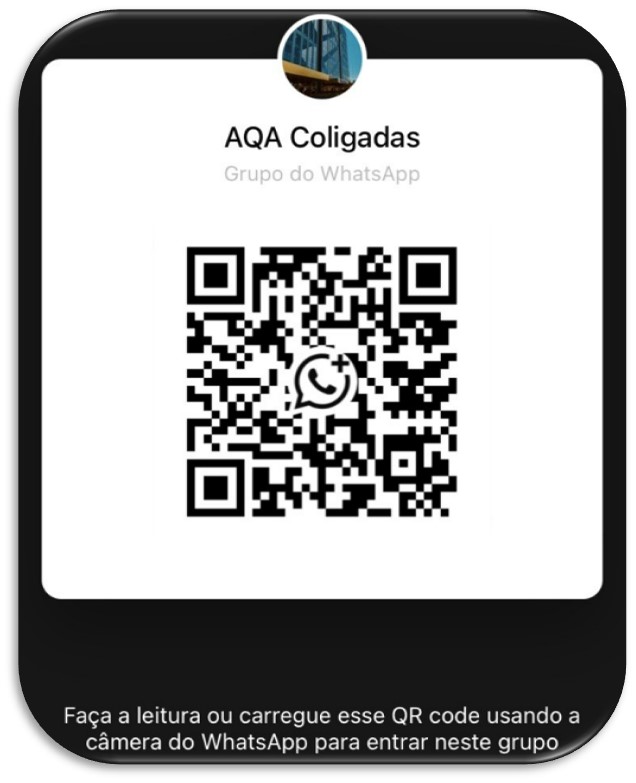 AQA Coligadas
Grupo do WhatsApp
Faça a leitura ou carregue esse QR code usando a
câmera do WhatsApp para entrar neste grupo